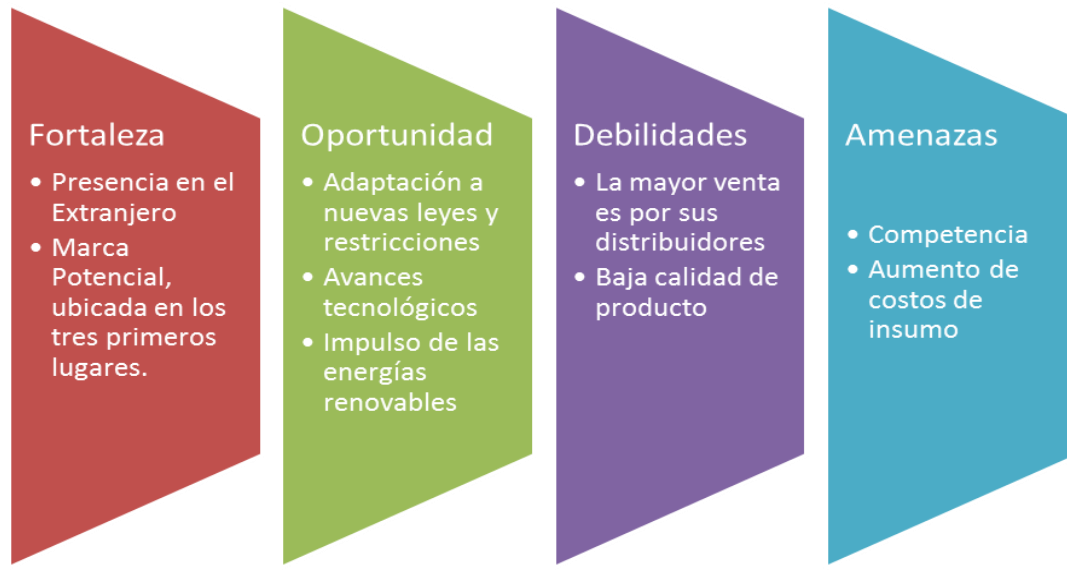 Fortaleza
• Presencia en el
Extranjero
• Marca
Potencial,
ubicada en los
tres primeros
lugares.
Oportunidad
• Adaptación a
nuevas leyes y
restricciones
• Avances
tecnológicos
• Impulso de las
energías
renovables
Debilidades
• La mayor venta
es por sus
distribuidores
• Baja calidad de
producto
Amenazas
• Competencia
• Aumento de
costos de
insumo